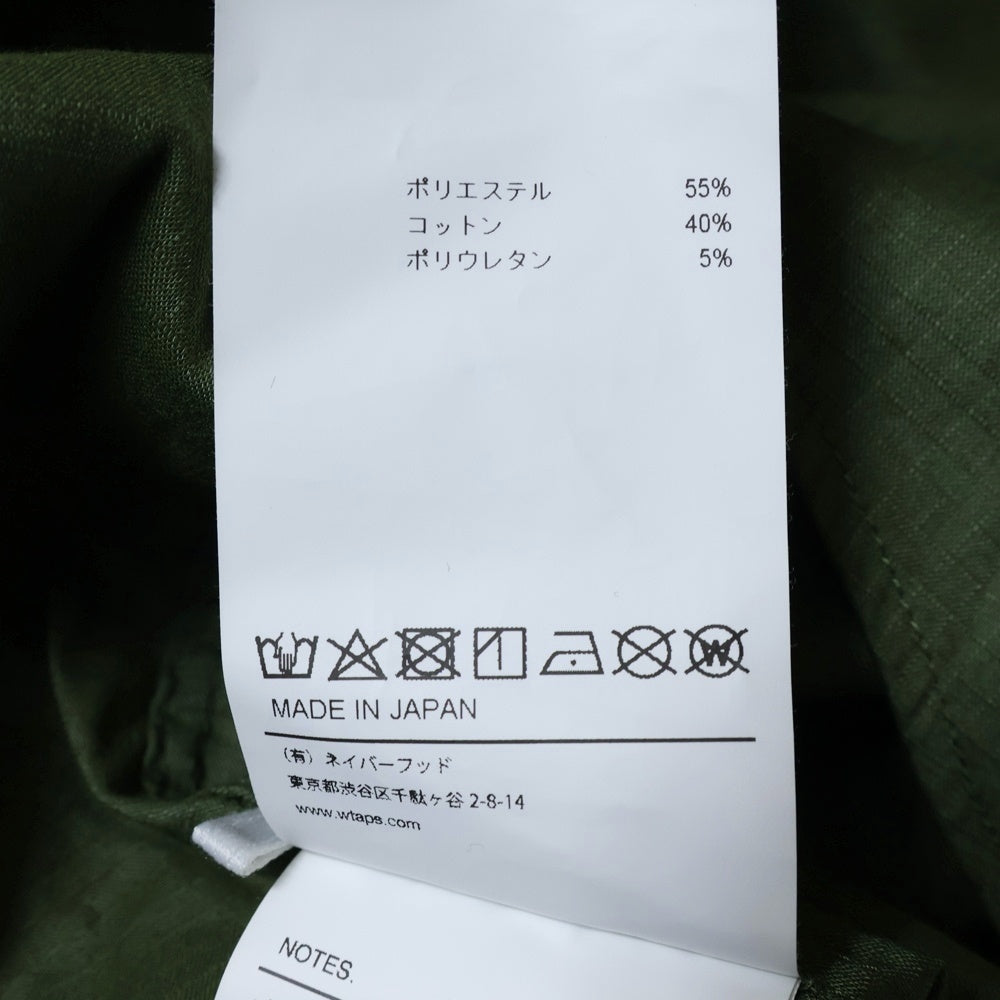 ポリエステル 55%
コットン 40%
ポリウレタン 5%
W
MADE IN JAPAN
(有) ネイバーフッド
東京都渋谷区千駄ヶ谷 2-8-14
www.wtaps.com
NOTES.